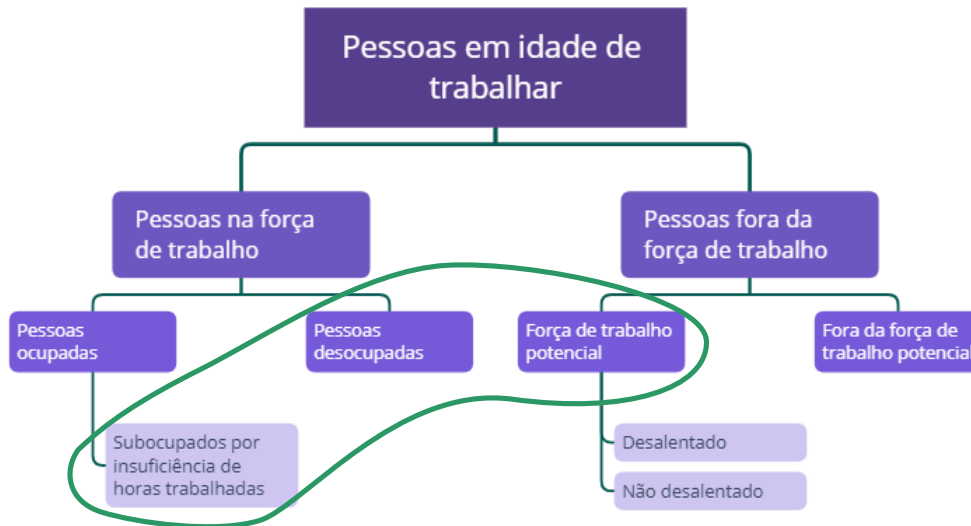 Pessoas em idade de
trabalhar
Pessoas na força
de trabalho
Pessoas fora da
força de trabalho
Pessoas
ocupadas
Pessoas
desocupadas
Força de trabalho
potencial
Fora da força de
trabalho potencial
Subocupados por
insuficiência de
horas trabalhadas
Desalentado
Não desalentado